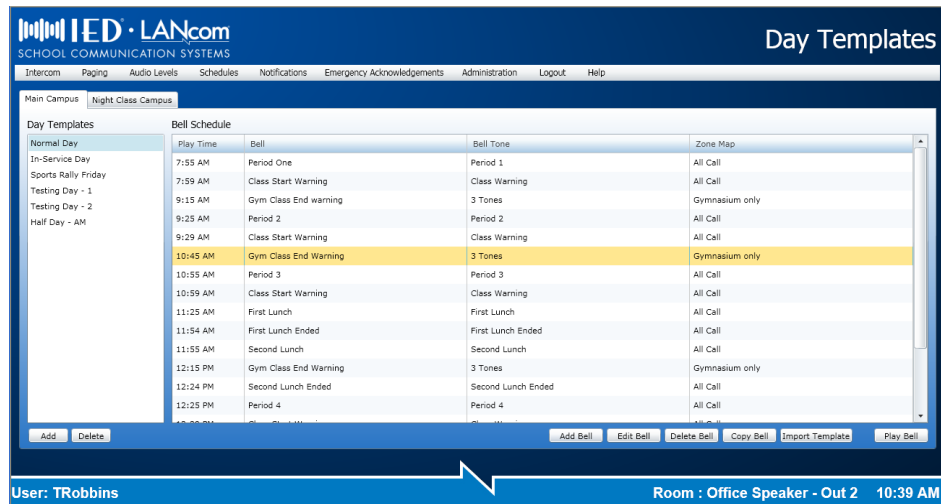 IED · LANcom
SCHOOL COMMUNICATION SYSTEMS
Day Templates
Intercom Paging Audio Levels Schedules Notifications Emergency Acknowledgements Administration Logout Help
Main Campus Night Class Campus
Day Templates Bell Schedule
Normal Day
In-Service Day
Sports Rally Friday
Testing Day - 1
Testing Day - 2
Half Day - AM
Play Time Bell Bell Tone Zone Map
7:55 AM Period One Period 1 All Call
7:59 AM Class Start Warning Class Warning All Call
9:15 AM Gym Class End warning 3 Tones Gymnasium only
9:25 AM Period 2 Period 2 All Call
9:29 AM Class Start Warning Class Warning All Call
10:45 AM Gym Class End Warning 3 Tones Gymnasium only
10:55 AM Period 3 Period 3 All Call
10:59 AM Class Start Warning Class Warning All Call
11:25 AM First Lunch First Lunch All Call
11:54 AM First Lunch Ended First Lunch Ended All Call
11:55 AM Second Lunch Second Lunch All Call
12:15 PM Gym Class End Warning 3 Tones Gymnasium only
12:24 PM Second Lunch Ended Second Lunch Ended All Call
12:25 PM Period 4 Period 4 All Call
Add Delete Add Bell Edit Bell Delete Bell Copy Bell Import Template Play Bell
User: TRobbins Room : Office Speaker - Out 2 10:39 AM